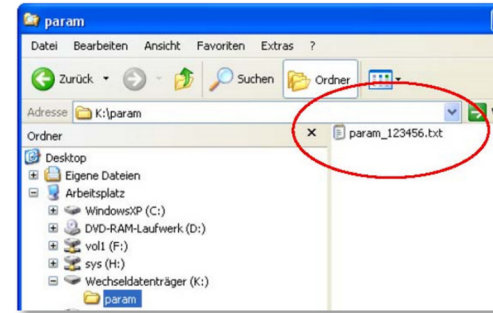 param
Datei Bearbeiten Ansicht Favoriten Extras ?
Zurück Suchen Ordner
Adresse K:\param
Ordner x param_123456.txt
Desktop
Eigene Dateien
Arbeitsplatz
WindowsXP (C:)
DVD-RAM-Laufwerk (D:)
vol1 (F:)
sys (H:)
Wechseldatenträger (K:)
param